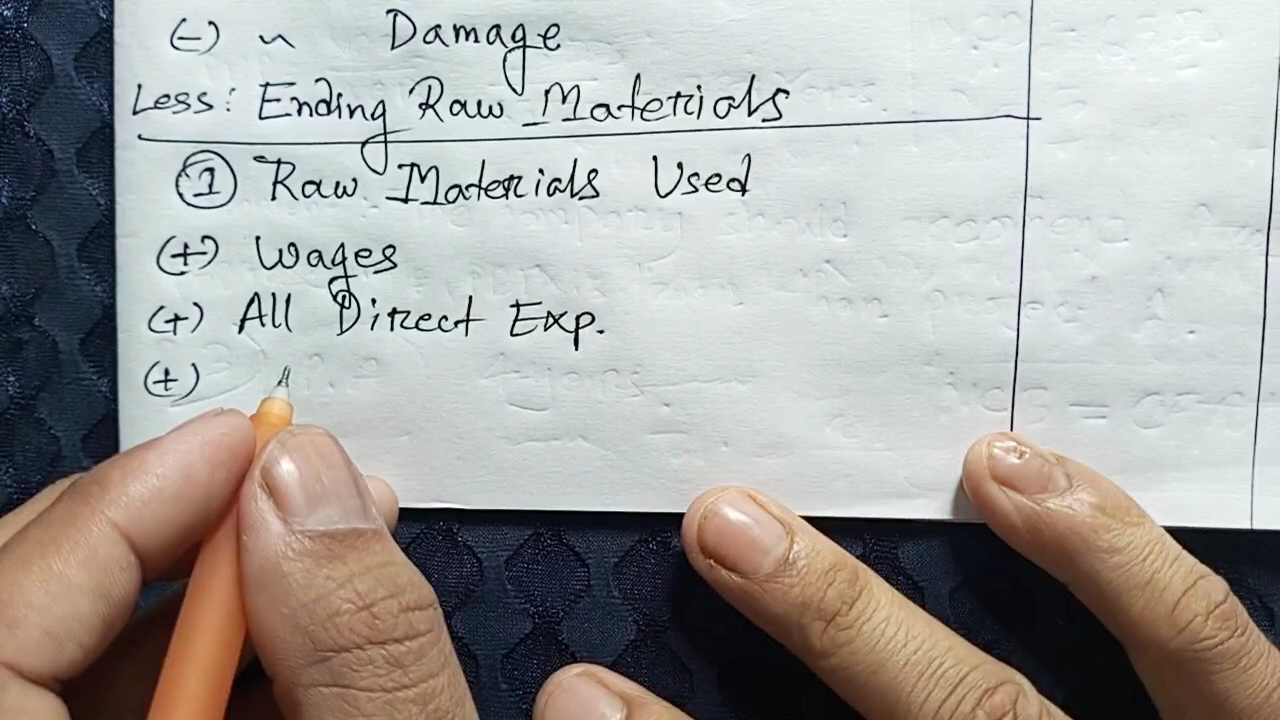 (-) " Damage
Less: Ending Raw Materials
① Raw Materials Used
(+) Wages
(+) All Direct Exp.
(+)